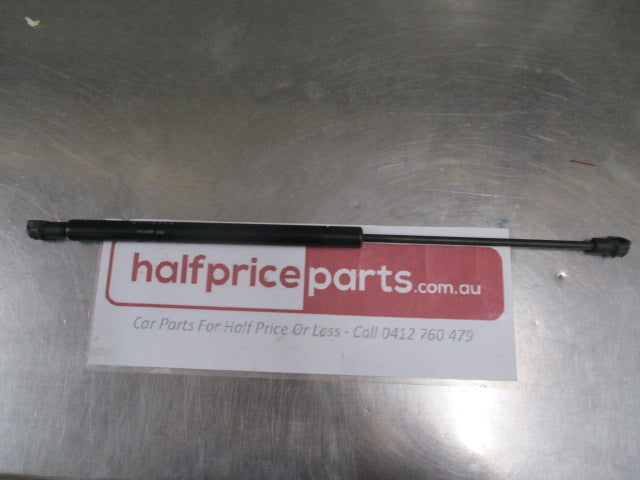 halfpriceparts.com.au
Car Parts For Half Price Or Less - Call 0412 760 479